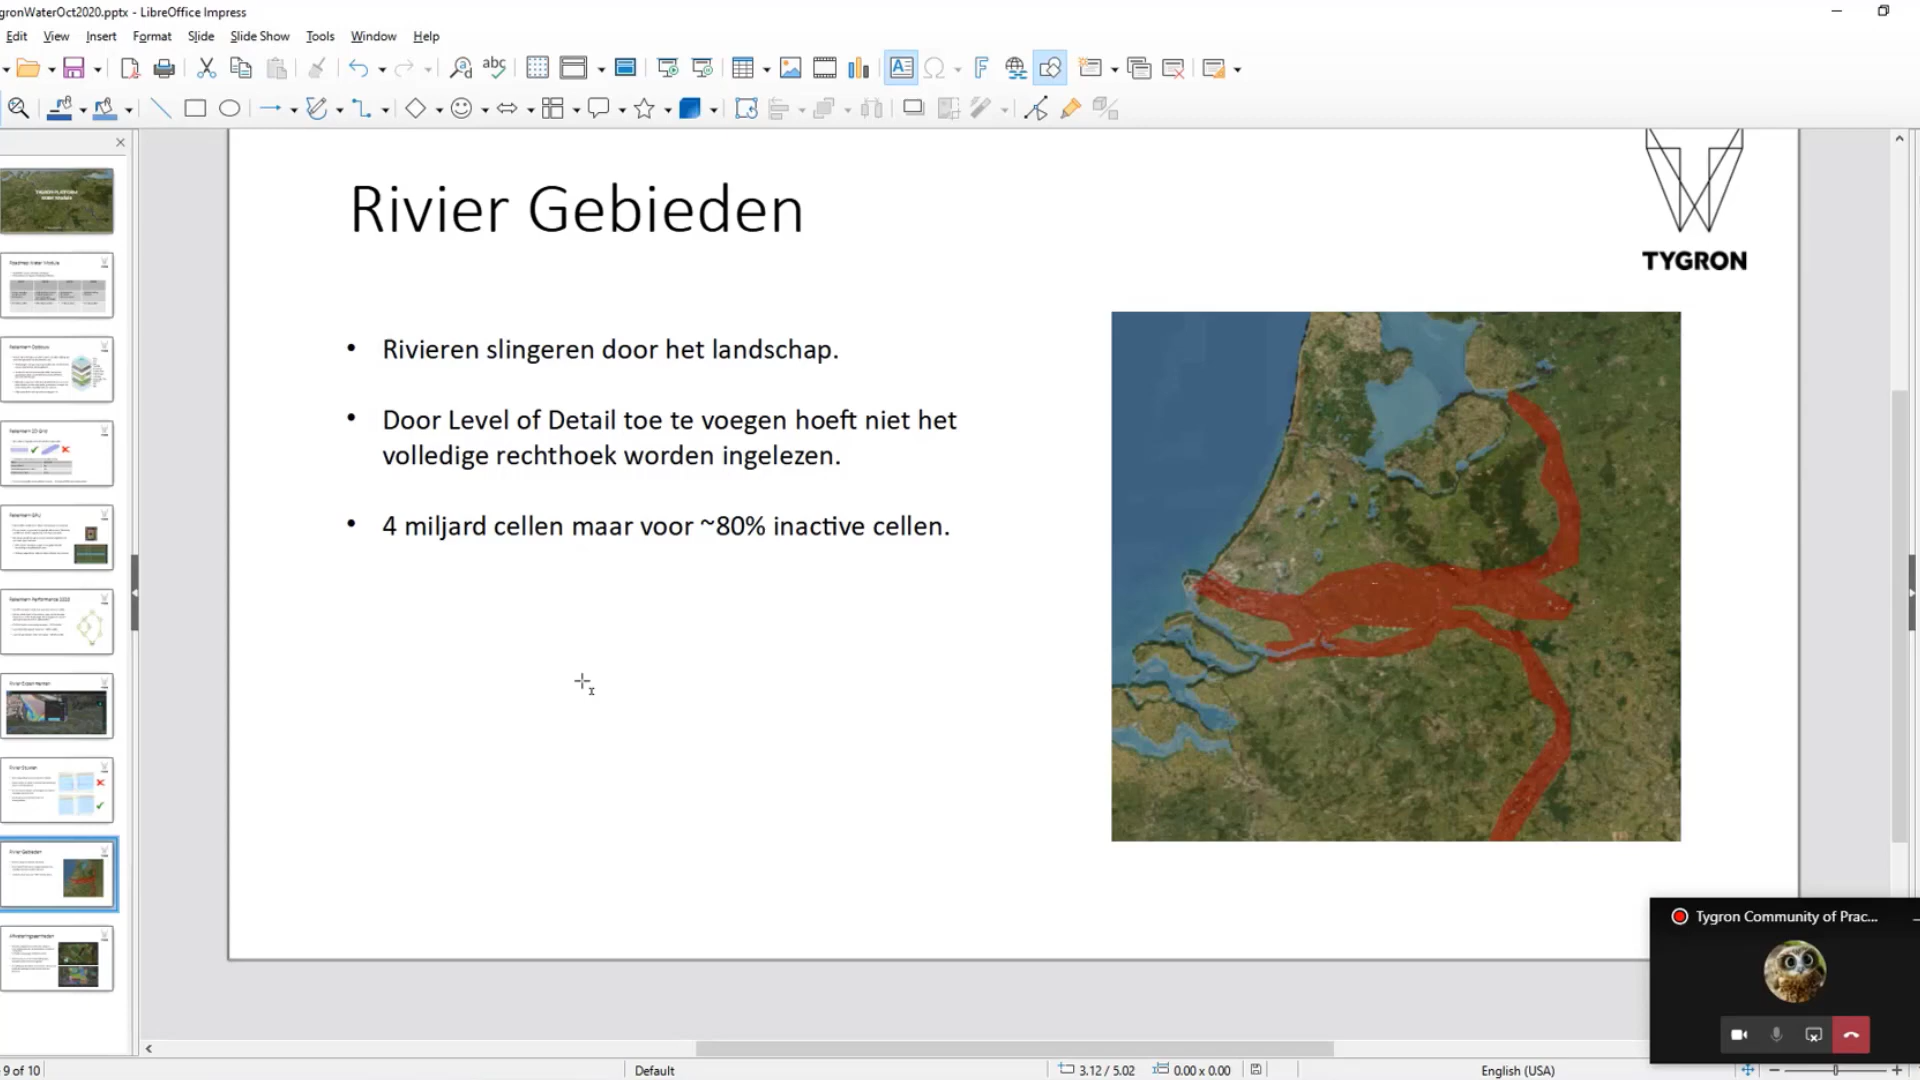 gronWaterOct2020.pptx - LibreOffice Impress
Edit View Insert Format Slide Slide Show Tools Window Help
Rivier Gebieden
TYGRON
• Rivieren slingeren door het landschap.
• Door Level of Detail toe te voegen hoeft niet het
volledige rechthoek worden ingelezen.
• 4 miljard cellen maar voor ~80% inactive cellen.
Tygron Community of Prac...
9 of 10
Default
3.12 / 5.02
0.00 x 0.00
English (USA)